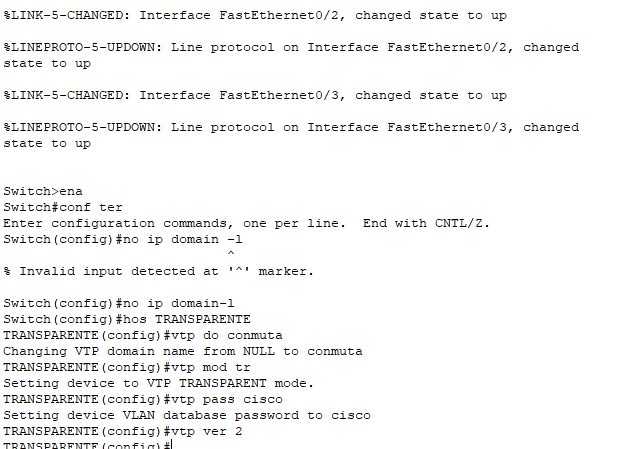 %LINK-5-CHANGED: Interface FastEthernet0/2, changed state to up
%LINEPROTO-5-UPDOWN: Line protocol on Interface FastEthernet0/2, changed
state to up
%LINK-5-CHANGED: Interface FastEthernet0/3, changed state to up
%LINEPROTO-5-UPDOWN: Line protocol on Interface FastEthernet0/3, changed
state to up
Switch>ena
Switch#conf ter
Enter configuration commands, one per line.  End with CNTL/Z.
Switch(config)#no ip domain -l
^
% Invalid input detected at '^' marker.
Switch(config)#no ip domain-l
Switch(config)#hos TRANSPARENTE
TRANSPARENTE(config)#vtp do conmuta
Changing VTP domain name from NULL to conmuta
TRANSPARENTE(config)#vtp mod tr
Setting device to VTP TRANSPARENT mode.
TRANSPARENTE(config)#vtp pass cisco
Setting device VLAN database password to cisco
TRANSPARENTE(config)#vtp ver 2
TRANSPARENTE(config)#